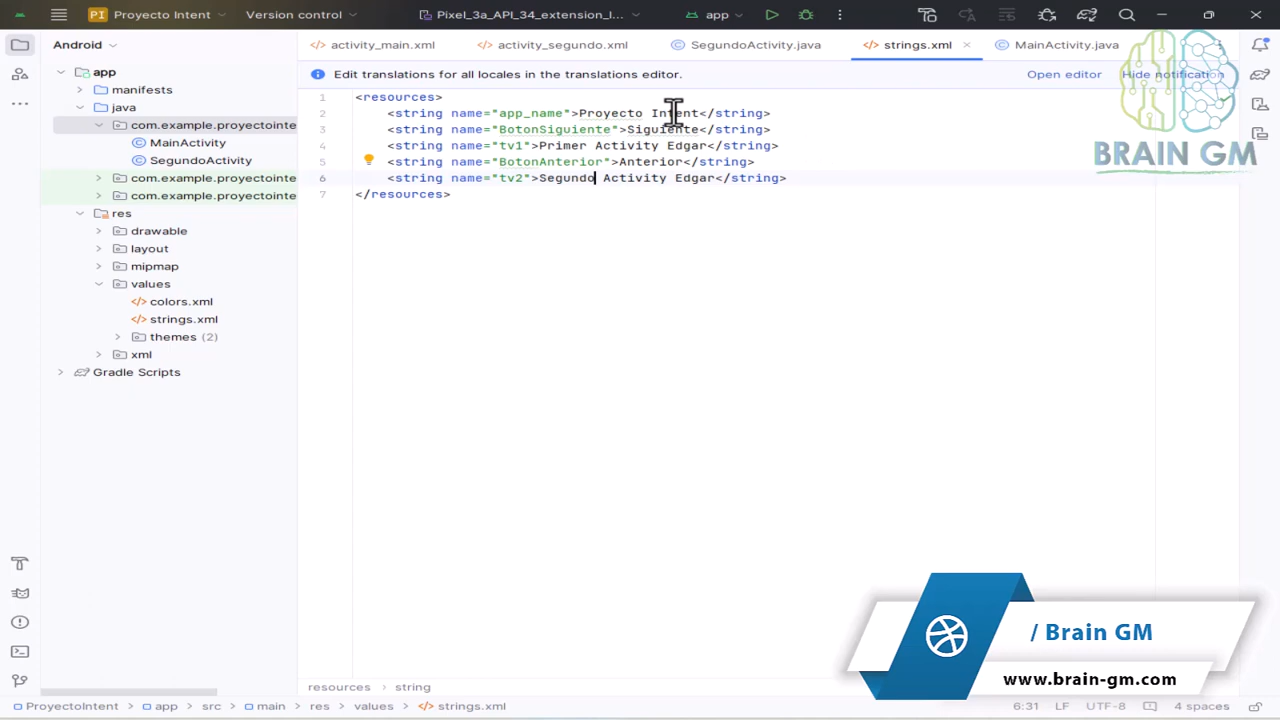 PI Proyecto Intent Version control Pixel_3a_API_34_extension_l... app
Android
activity_main.xml activity_segundo.xml SegundoActivity.java strings.xml MainActivity.java
Edit translations for all locales in the translations editor. Open editor Hide notification
app
manifests
java
com.example.proyectointe
MainActivity
SegundoActivity
com.example.proyectointe
com.example.proyectointe
res
drawable
layout
mipmap
values
colors.xml
strings.xml
themes (2)
xml
Gradle Scripts
1 <resources>
2 <string name="app_name">Proyecto Intent</string>
3 <string name="BotonSiguiente">Siguiente</string>
4 <string name="tv1">Primer Activity Edgar</string>
5 <string name="BotonAnterior">Anterior</string>
6 <string name="tv2">Segundo Activity Edgar</string>
7 </resources>
BRAIN GM
/ Brain GM
www.brain-gm.com
resources > string
ProyectoIntent > app > src > main > res > values > strings.xml 6:31 LF UTF-8 4 spaces